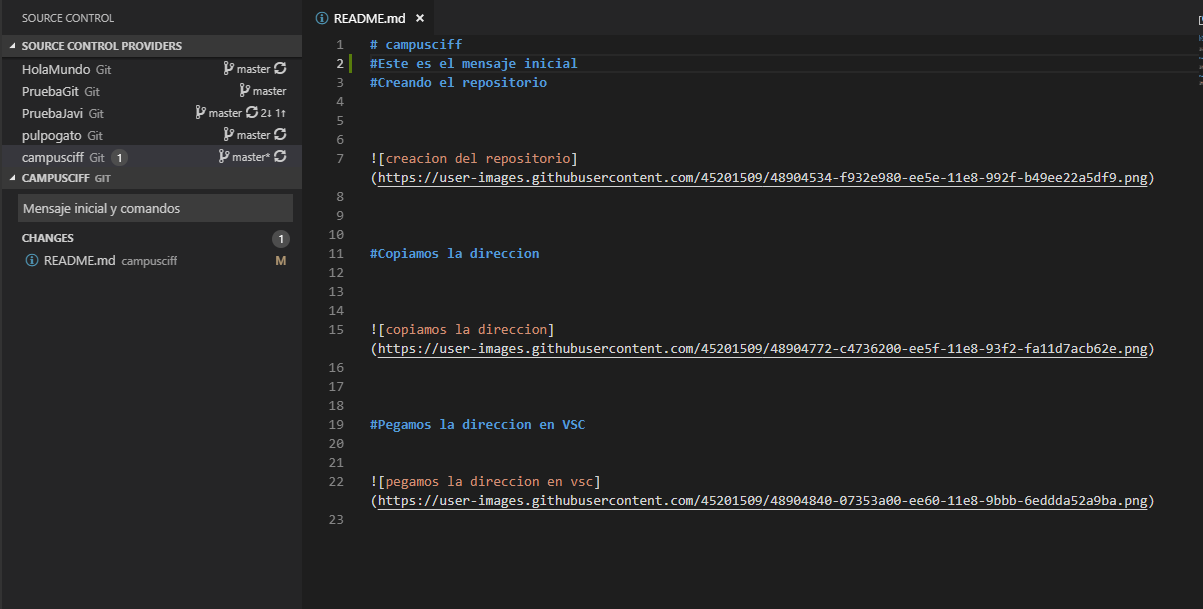 SOURCE CONTROL
SOURCE CONTROL PROVIDERS
HolaMundo Git master
PruebaGit Git master
PruebaJavi Git master 2↓ 1↑
pulpogato Git master
campusciff Git 1 master*
CAMPUSCIFF GIT
Mensaje inicial y comandos
CHANGES 1
README.md campusciff M
README.md ×
1 # campusciff
2 #Este es el mensaje inicial
3 #Creando el repositorio
4
5
6
7 ![creacion del repositorio]
(https://user-images.githubusercontent.com/45201509/48904534-f932e980-ee5e-11e8-992f-b49ee22a5df9.png)
8
9
10
11 #Copiamos la direccion
12
13
14
15 ![copiamos la direccion]
(https://user-images.githubusercontent.com/45201509/48904772-c4736200-ee5f-11e8-93f2-fa11d7acb62e.png)
16
17
18
19 #Pegamos la direccion en VSC
20
21
22 ![pegamos la direccion en vsc]
(https://user-images.githubusercontent.com/45201509/48904840-07353a00-ee60-11e8-9bbb-6eddda52a9ba.png)
23